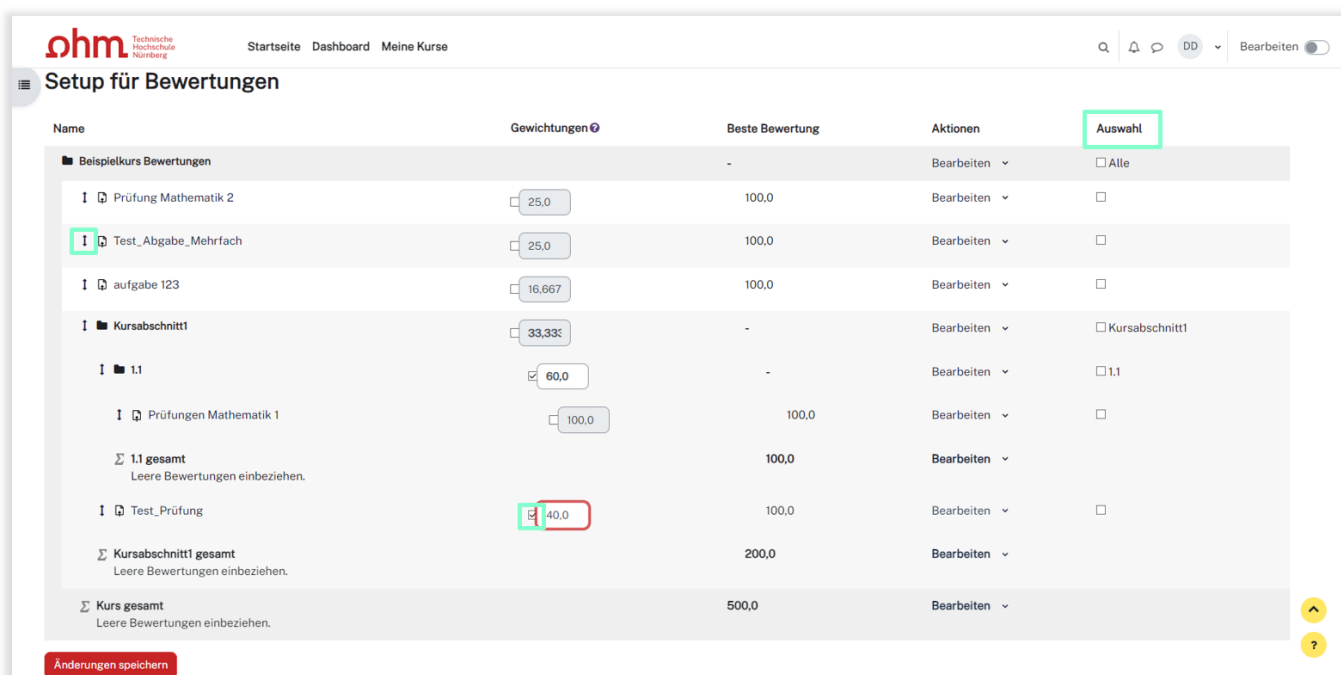 ohm Technische
Hochschule
Nürnberg
Startseite Dashboard Meine Kurse DD Bearbeiten
Setup für Bewertungen
Name Gewichtungen ? Beste Bewertung Aktionen Auswahl
Beispielkurs Bewertungen - Bearbeiten Alle
Prüfung Mathematik 2 25,0 100,0 Bearbeiten
Test_Abgabe_Mehrfach 25,0 100,0 Bearbeiten
aufgabe 123 16,667 100,0 Bearbeiten
Kursabschnitt1 33,333 - Bearbeiten Kursabschnitt1
1.1 60,0 - Bearbeiten 1.1
Prüfungen Mathematik 1 100,0 100,0 Bearbeiten
∑ 1.1 gesamt 100,0 Bearbeiten
Leere Bewertungen einbeziehen.
Test_Prüfung 40,0 100,0 Bearbeiten
∑ Kursabschnitt1 gesamt 200,0 Bearbeiten
Leere Bewertungen einbeziehen.
∑ Kurs gesamt 500,0 Bearbeiten
Leere Bewertungen einbeziehen.
?
Änderungen speichern